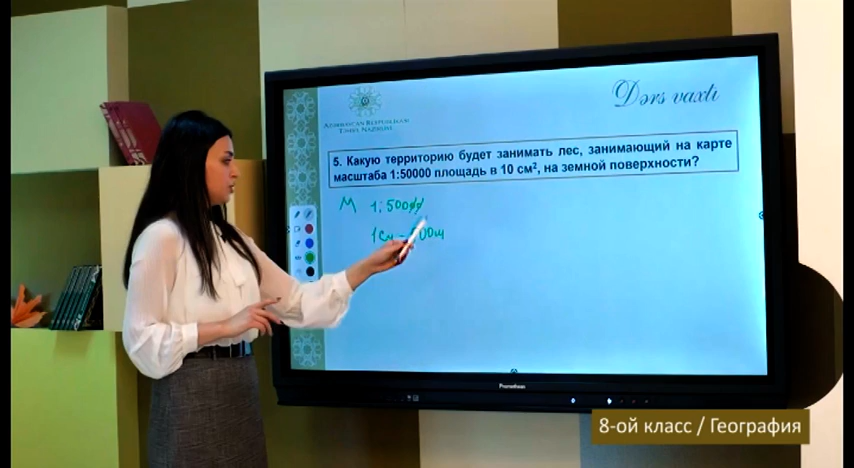 Dərs vaxtı
AZƏRBAYCAN RESPUBLİKASI
TƏHSİL NAZİRLİYİ
5. Какую территорию будет занимать лес, занимающий на карте
масштаба 1:50000 площадь в 10 см², на земной поверхности?
М 1:50000
1см - 500м
Promethean
8-ой класс / География